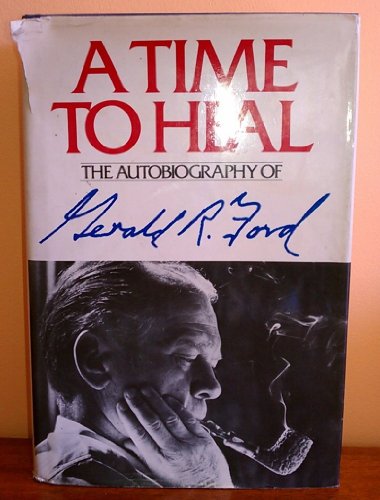 A TIME
TO HEAL
THE AUTOBIOGRAPHY OF
Gerald R. Ford